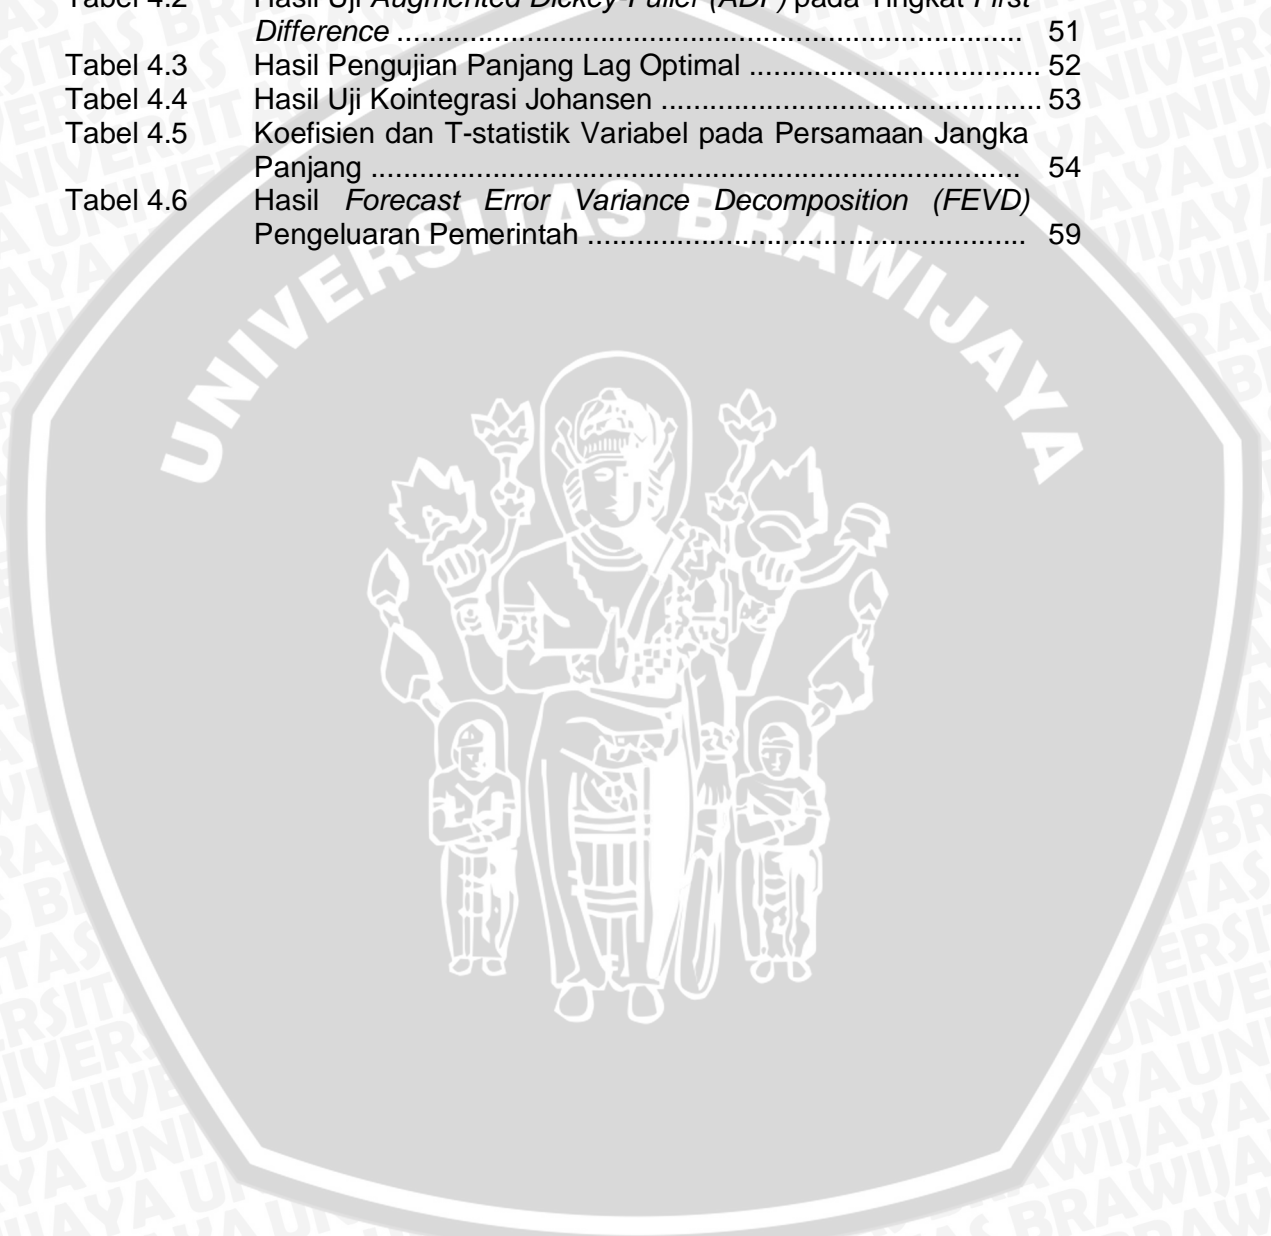 Tabel 4.2 Hasil Uji Augmented Dickey-Fuller (ADF) pada Tingkat First
Difference .............................................................................. 51
Tabel 4.3 Hasil Pengujian Panjang Lag Optimal .................................... 52
Tabel 4.4 Hasil Uji Kointegrasi Johansen ............................................... 53
Tabel 4.5 Koefisien dan T-statistik Variabel pada Persamaan Jangka
Panjang ................................................................................. 54
Tabel 4.6 Hasil Forecast Error Variance Decomposition (FEVD)
Pengeluaran Pemerintah ...................................................... 59
UNIVERSITAS BRAWIJAYA